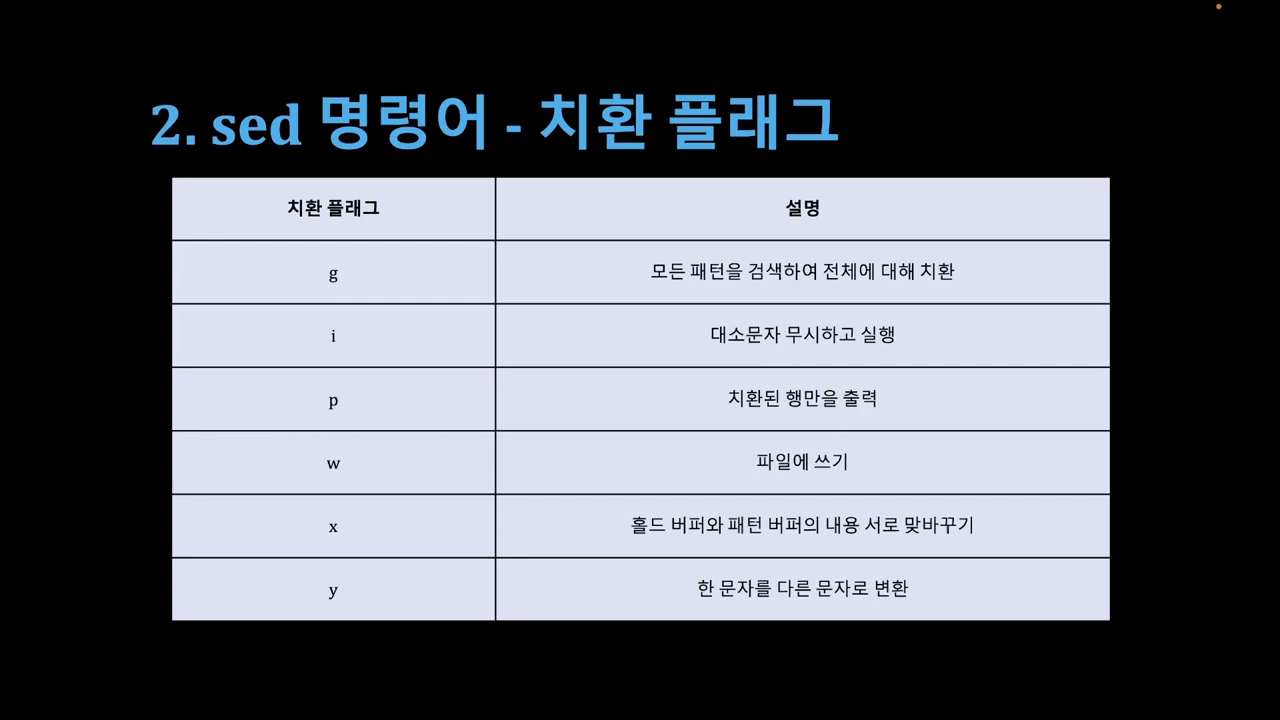 2. sed 명령어 - 치환 플래그
치환 플래그 설명
g 모든 패턴을 검색하여 전체에 대해 치환
i 대소문자 무시하고 실행
p 치환된 행만을 출력
w 파일에 쓰기
x 홀드 버퍼와 패턴 버퍼의 내용 서로 맞바꾸기
y 한 문자를 다른 문자로 변환